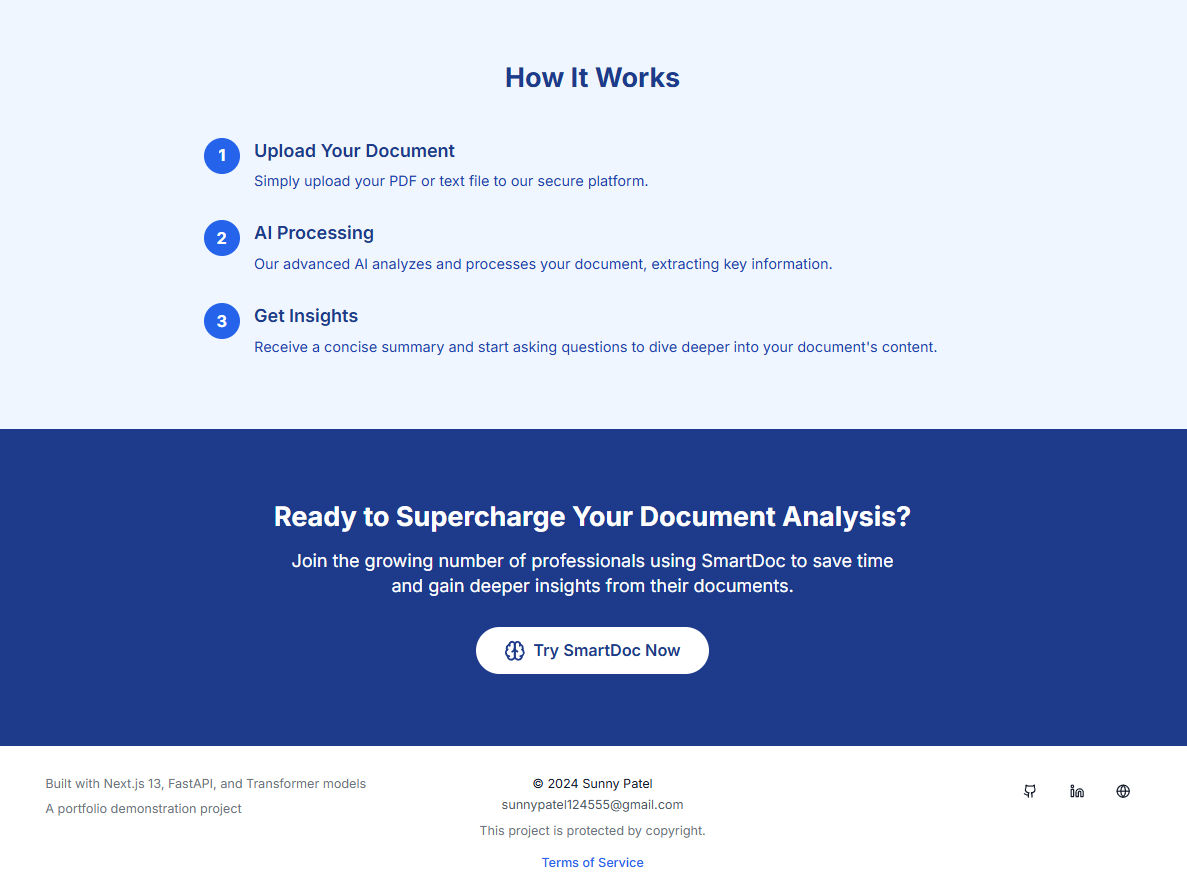 How It Works
1
Upload Your Document
Simply upload your PDF or text file to our secure platform.
2
AI Processing
Our advanced AI analyzes and processes your document, extracting key information.
3
Get Insights
Receive a concise summary and start asking questions to dive deeper into your document's content.
Ready to Supercharge Your Document Analysis?
Join the growing number of professionals using SmartDoc to save time
and gain deeper insights from their documents.
Try SmartDoc Now
Built with Next.js 13, FastAPI, and Transformer models
A portfolio demonstration project
© 2024 Sunny Patel
sunnypatel124555@gmail.com
This project is protected by copyright.
Terms of Service